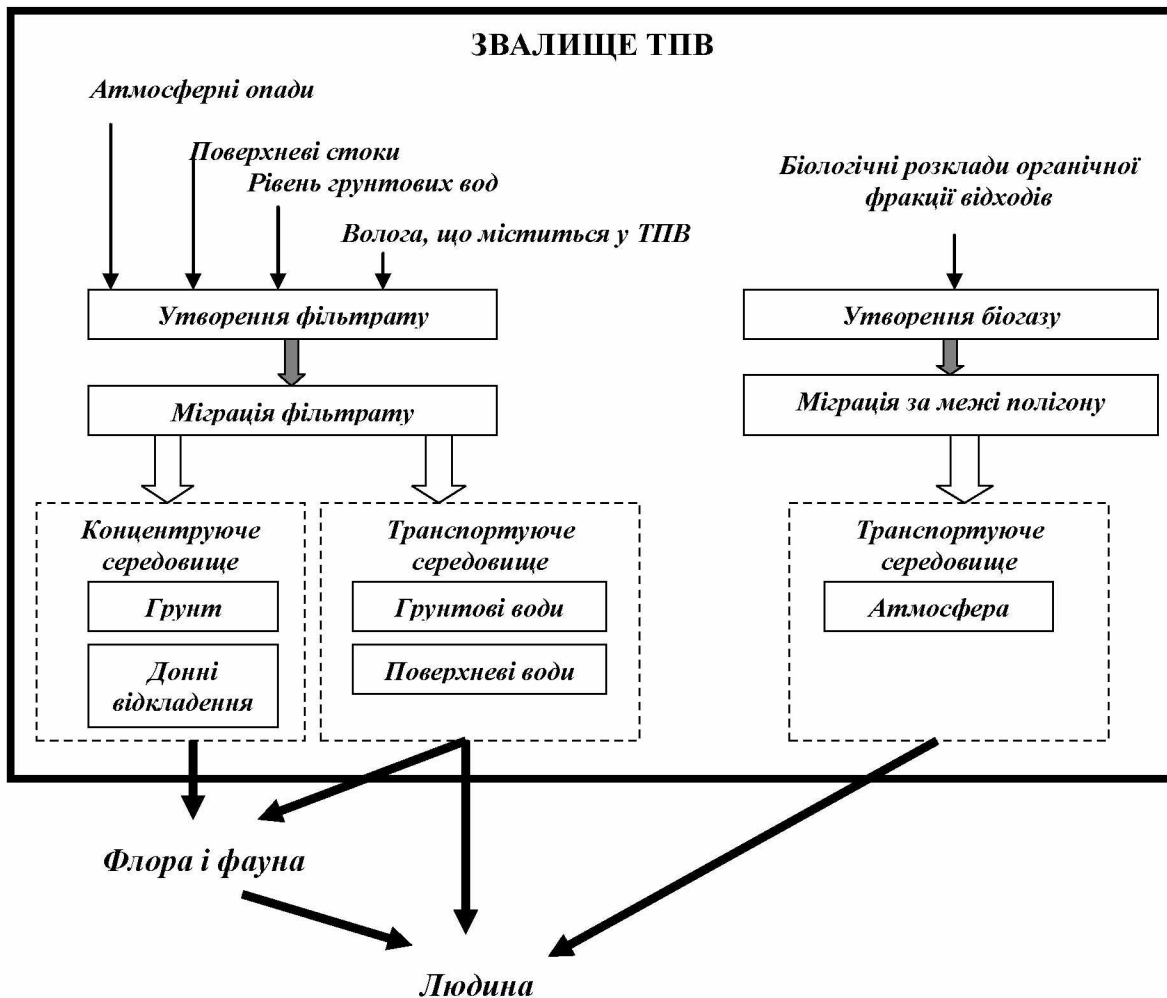 ЗВАЛИЩЕ ТПВ
Атмосферні опади
Поверхневі стоки
Рівень грунтових вод
Волога, що міститься у ТПВ
Біологічні розклади органічної
фракції відходів
Утворення фільтрату
Утворення біогазу
Міграція фільтрату
Міграція за межі полігону
Концентруюче
середовище
Грунт
Донні
відкладення
Транспортуюче
середовище
Грунтові води
Поверхневі води
Транспортуюче
середовище
Атмосфера
Флора і фауна
Людина